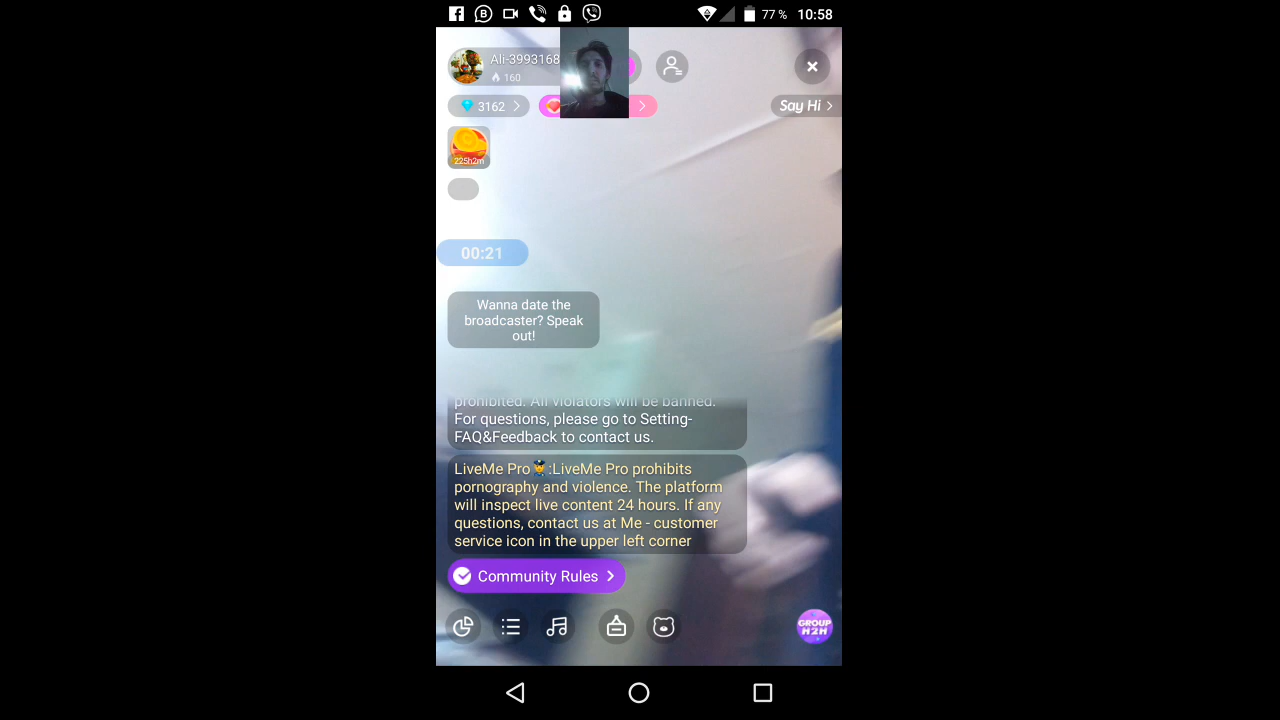 77 % 10:58
Ali-3993168
160
3162
Say Hi
225h2m
00:21
Wanna date the
broadcaster? Speak
out!
prohibited. All violators will be banned.
For questions, please go to Setting-
FAQ&Feedback to contact us.
LiveMe Pro👮:LiveMe Pro prohibits
pornography and violence. The platform
will inspect live content 24 hours. If any
questions, contact us at Me - customer
service icon in the upper left corner
Community Rules
GROUP
H2H